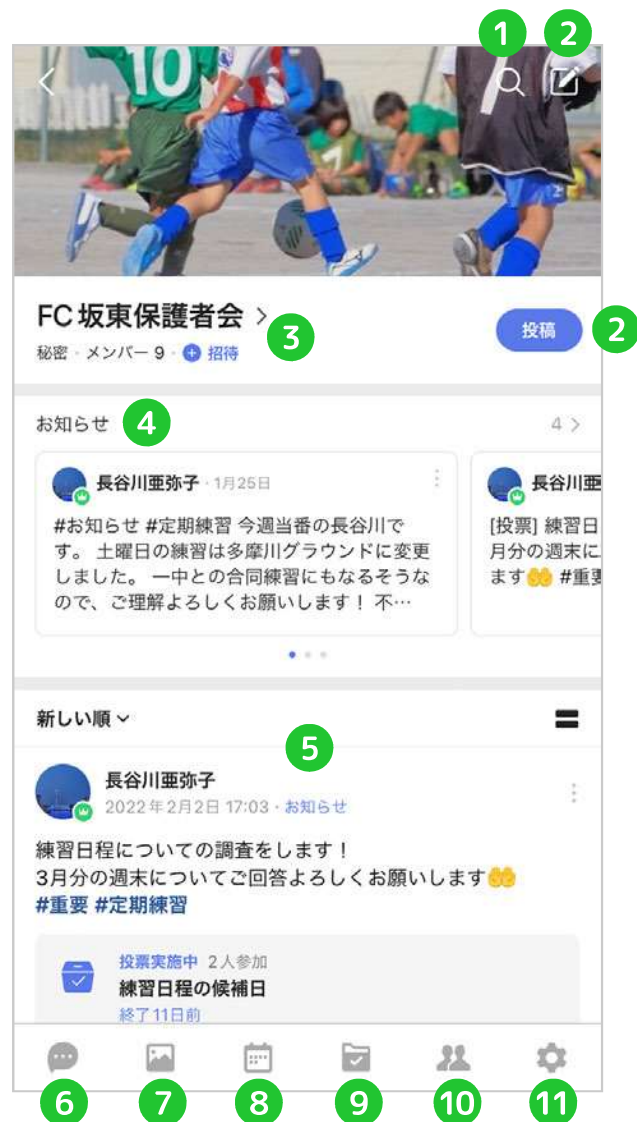 1 2
10 7
7
FC坂東保護者会 >
秘密・メンバー 9・招待
3
投稿
2
お知らせ
4
4 >
長谷川亜弥子・1月25日
#お知らせ #定期練習 今週当番の長谷川で
す。 土曜日の練習は多摩川グラウンドに変更
しました。 一中との合同練習にもなるそうな
ので、ご理解よろしくお願いします！ 不…
長谷川亜
[投票] 練習日
月分の週末に
ます🤲 #重要
新しい順
5
長谷川亜弥子
2022年2月2日 17:03・お知らせ
練習日程についての調査をします！
3月分の週末についてご回答よろしくお願いします🤲
#重要 #定期練習
投票実施中 2人参加
練習日程の候補日
終了11日前
6 7 8 9 10 11